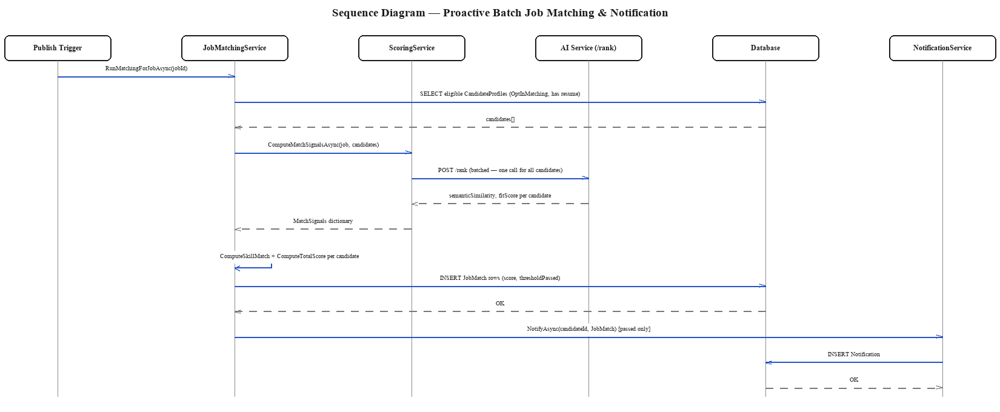 Sequence Diagram — Proactive Batch Job Matching & Notification
Publish Trigger
JobMatchingService
ScoringService
AI Service (/rank)
Database
NotificationService
RunMatchingForJobAsync(jobId)
SELECT eligible CandidateProfiles (OptInMatching, has resume)
candidates[]
ComputeMatchSignalsAsync(job, candidates)
POST /rank (batched — one call for all candidates)
semanticSimilarity, fitScore per candidate
MatchSignals dictionary
ComputeSkillMatch + ComputeTotalScore per candidate
INSERT JobMatch rows (score, thresholdPassed)
OK
NotifyAsync(candidateId, JobMatch) [passed only]
INSERT Notification
OK